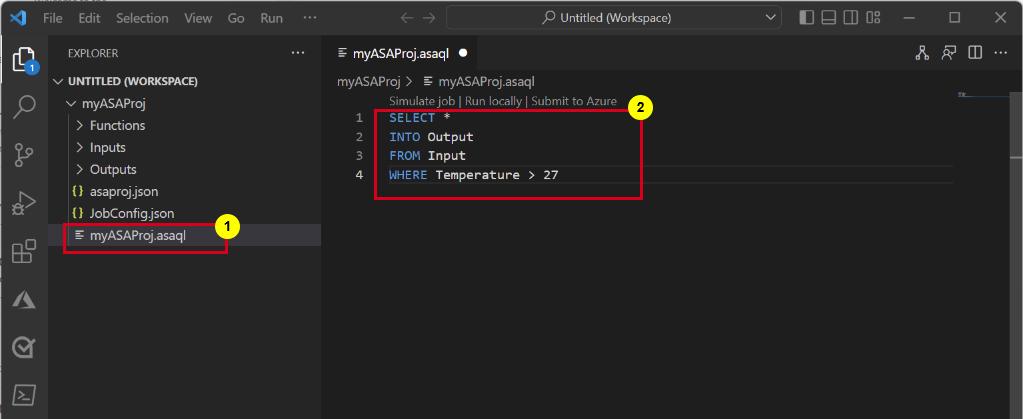 File Edit Selection View Go Run ··· Untitled (Workspace)
EXPLORER ···
1
UNTITLED (WORKSPACE)
myASAProj
Functions
Inputs
Outputs
{} asaproj.json
{} JobConfig.json
myASAProj.asaql
1
myASAProj.asaql
myASAProj > myASAProj.asaql
Simulate job | Run locally | Submit to Azure
2
1 SELECT *
2 INTO Output
3 FROM Input
4 WHERE Temperature > 27